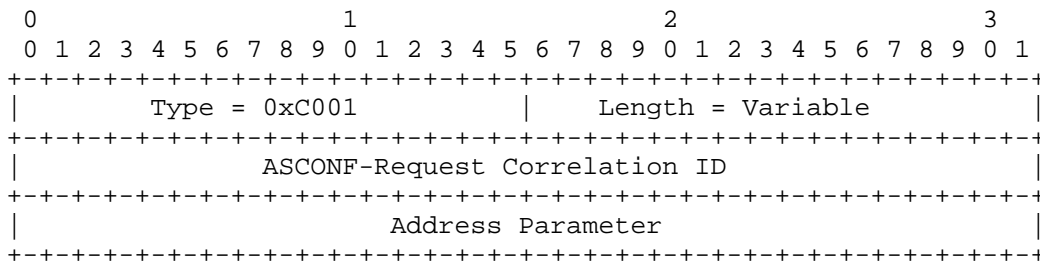 0                   1                   2                   3
 0 1 2 3 4 5 6 7 8 9 0 1 2 3 4 5 6 7 8 9 0 1 2 3 4 5 6 7 8 9 0 1
+-+-+-+-+-+-+-+-+-+-+-+-+-+-+-+-+-+-+-+-+-+-+-+-+-+-+-+-+-+-+-+-+
|         Type = 0xC001         |    Length = Variable          |
+-+-+-+-+-+-+-+-+-+-+-+-+-+-+-+-+-+-+-+-+-+-+-+-+-+-+-+-+-+-+-+-+
|               ASCONF-Request Correlation ID                   |
+-+-+-+-+-+-+-+-+-+-+-+-+-+-+-+-+-+-+-+-+-+-+-+-+-+-+-+-+-+-+-+-+
|                       Address Parameter                       |
+-+-+-+-+-+-+-+-+-+-+-+-+-+-+-+-+-+-+-+-+-+-+-+-+-+-+-+-+-+-+-+-+